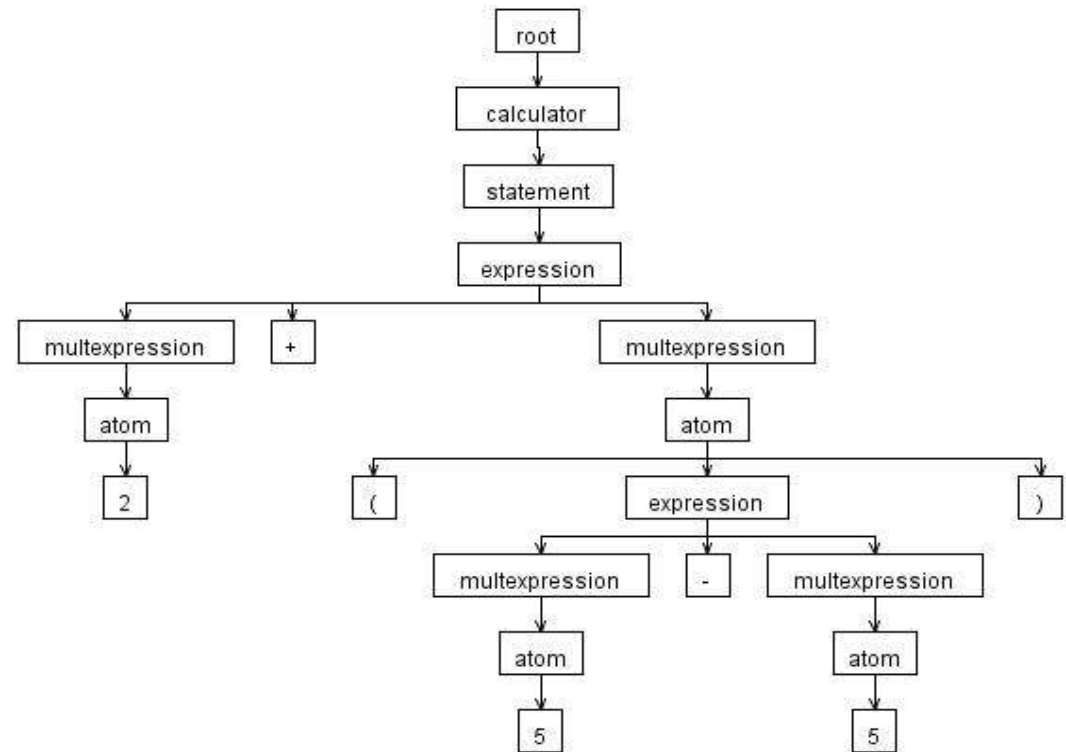 root
calculator
statement
expression
multexpression
+
multexpression
atom
atom
2
(
expression
)
multexpression
-
multexpression
atom
atom
5
5